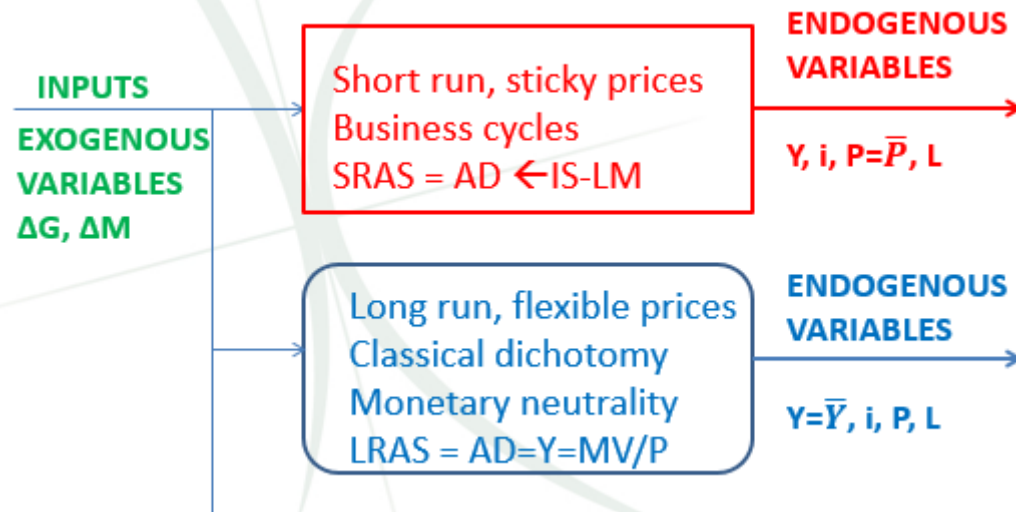 INPUTS
EXOGENOUS
VARIABLES
ΔG, ΔM
Short run, sticky prices
Business cycles
SRAS = AD ←IS-LM
ENDOGENOUS
VARIABLES
Y, i, P=P̅, L
Long run, flexible prices
Classical dichotomy
Monetary neutrality
LRAS = AD=Y=MV/P
ENDOGENOUS
VARIABLES
Y=Y̅, i, P, L